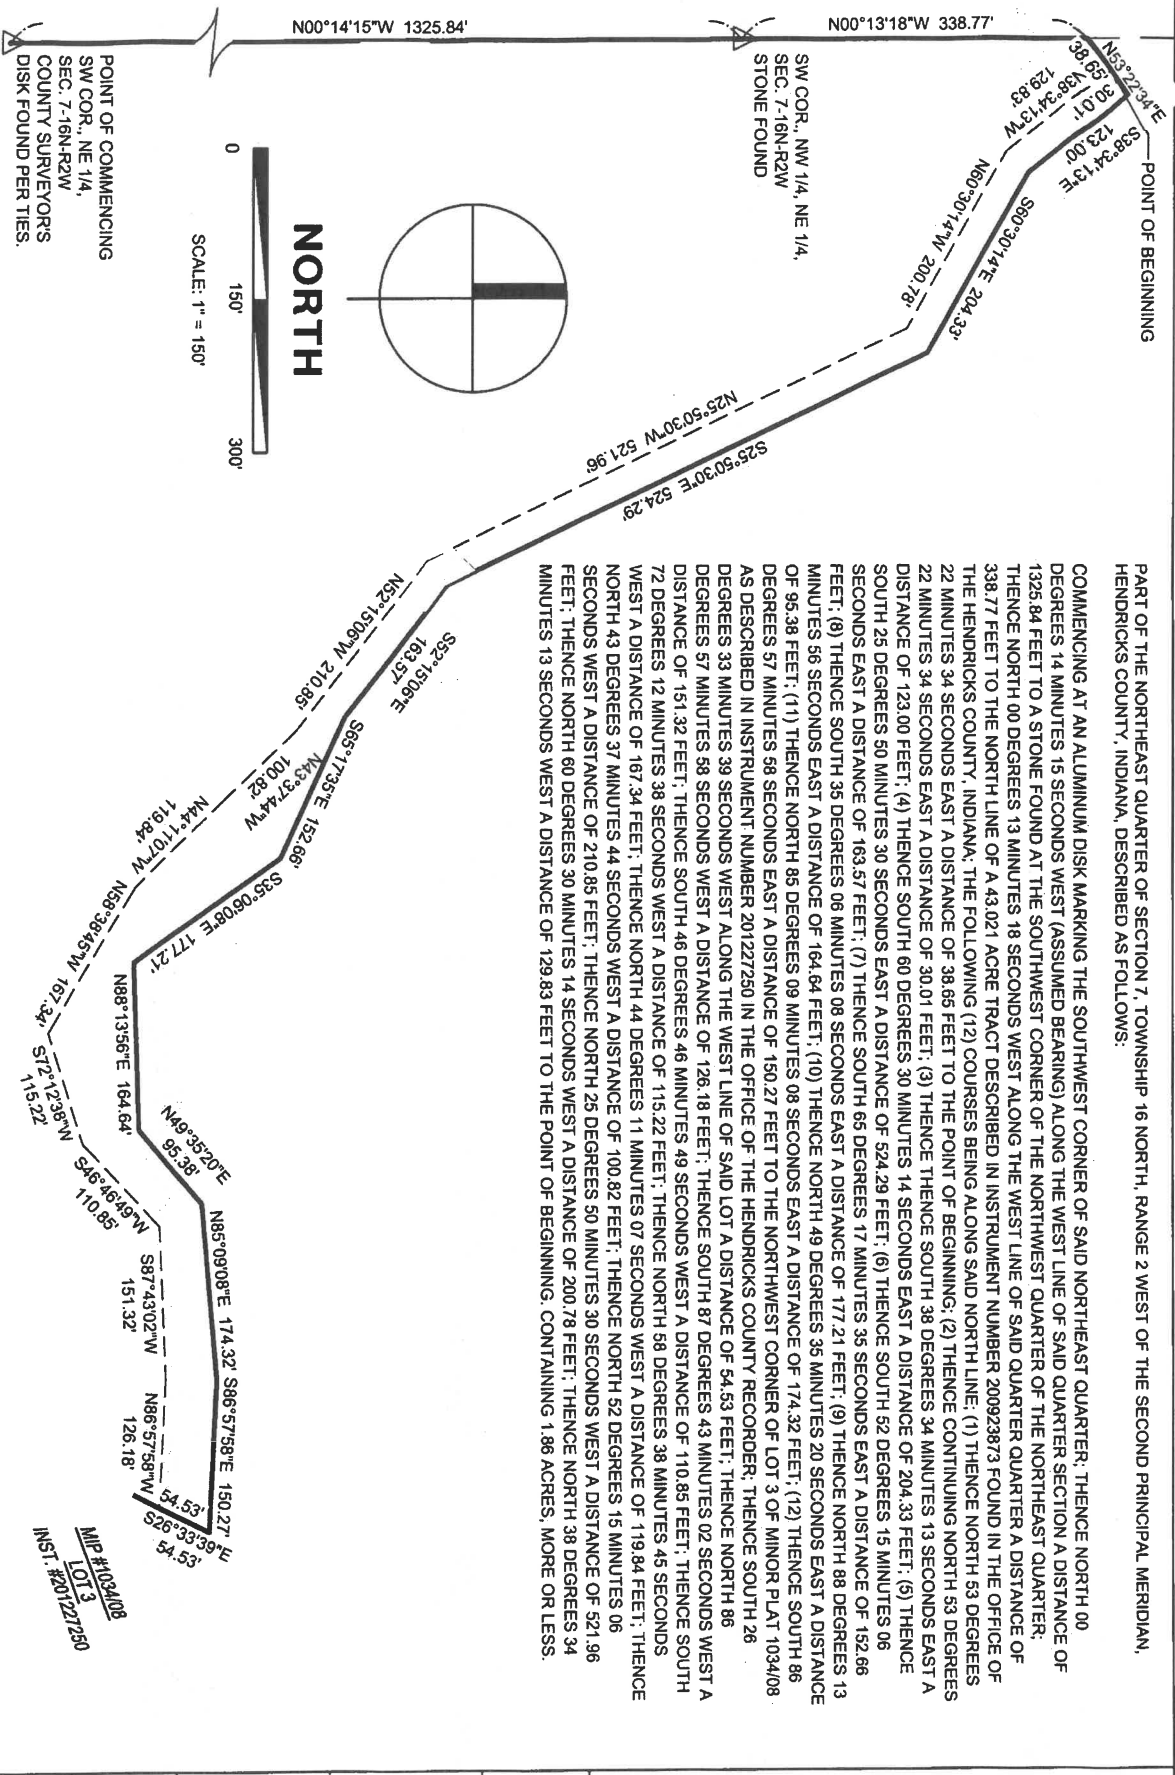 PART OF THE NORTHEAST QUARTER OF SECTION 7, TOWNSHIP 16 NORTH, RANGE 2 WEST OF THE SECOND PRINCIPAL MERIDIAN,
HENDRICKS COUNTY, INDIANA, DESCRIBED AS FOLLOWS:
COMMENCING AT AN ALUMINUM DISK MARKING THE SOUTHWEST CORNER OF SAID NORTHEAST QUARTER; THENCE NORTH 00
DEGREES 14 MINUTES 15 SECONDS WEST (ASSUMED BEARING) ALONG THE WEST LINE OF SAID QUARTER SECTION A DISTANCE OF
1325.84 FEET TO A STONE FOUND AT THE SOUTHWEST CORNER OF THE NORTHWEST QUARTER OF THE NORTHEAST QUARTER;
THENCE NORTH 00 DEGREES 13 MINUTES 18 SECONDS WEST ALONG THE WEST LINE OF SAID QUARTER QUARTER A DISTANCE OF
338.77 FEET TO THE NORTH LINE OF A 43.021 ACRE TRACT DESCRIBED IN INSTRUMENT NUMBER 200923873 FOUND IN THE OFFICE OF
THE HENDRICKS COUNTY, INDIANA; THE FOLLOWING (12) COURSES BEING ALONG SAID NORTH LINE; (1) THENCE NORTH 53 DEGREES
22 MINUTES 34 SECONDS EAST A DISTANCE OF 38.65 FEET TO THE POINT OF BEGINNING; (2) THENCE CONTINUING NORTH 53 DEGREES
22 MINUTES 34 SECONDS EAST A DISTANCE OF 30.01 FEET; (3) THENCE THENCE SOUTH 38 DEGREES 34 MINUTES 13 SECONDS EAST A
DISTANCE OF 123.00 FEET; (4) THENCE SOUTH 60 DEGREES 30 MINUTES 14 SECONDS EAST A DISTANCE OF 204.33 FEET; (5) THENCE
SOUTH 25 DEGREES 50 MINUTES 30 SECONDS EAST A DISTANCE OF 524.29 FEET; (6) THENCE SOUTH 52 DEGREES 15 MINUTES 06
SECONDS EAST A DISTANCE OF 163.57 FEET; (7) THENCE SOUTH 65 DEGREES 17 MINUTES 35 SECONDS EAST A DISTANCE OF 152.66
FEET; (8) THENCE SOUTH 35 DEGREES 06 MINUTES 08 SECONDS EAST A DISTANCE OF 177.21 FEET; (9) THENCE NORTH 88 DEGREES 13
MINUTES 56 SECONDS EAST A DISTANCE OF 164.64 FEET; (10) THENCE NORTH 49 DEGREES 35 MINUTES 20 SECONDS EAST A DISTANCE
OF 95.38 FEET; (11) THENCE NORTH 85 DEGREES 09 MINUTES 08 SECONDS EAST A DISTANCE OF 174.32 FEET; (12) THENCE SOUTH 86
DEGREES 57 MINUTES 58 SECONDS EAST A DISTANCE OF 150.27 FEET TO THE NORTHWEST CORNER OF LOT 3 OF MINOR PLAT 1034/08
AS DESCRIBED IN INSTRUMENT NUMBER 201227250 IN THE OFFICE OF THE HENDRICKS COUNTY RECORDER; THENCE SOUTH 26
DEGREES 33 MINUTES 39 SECONDS WEST ALONG THE WEST LINE OF SAID LOT A DISTANCE OF 54.53 FEET; THENCE NORTH 86
DEGREES 57 MINUTES 58 SECONDS WEST A DISTANCE OF 126.18 FEET; THENCE SOUTH 87 DEGREES 43 MINUTES 02 SECONDS WEST A
DISTANCE OF 151.32 FEET; THENCE SOUTH 46 DEGREES 46 MINUTES 49 SECONDS WEST A DISTANCE OF 110.85 FEET; THENCE SOUTH
72 DEGREES 12 MINUTES 38 SECONDS WEST A DISTANCE OF 115.22 FEET; THENCE NORTH 58 DEGREES 38 MINUTES 45 SECONDS
WEST A DISTANCE OF 167.34 FEET; THENCE NORTH 44 DEGREES 11 MINUTES 07 SECONDS WEST A DISTANCE OF 119.84 FEET; THENCE
NORTH 43 DEGREES 37 MINUTES 44 SECONDS WEST A DISTANCE OF 100.82 FEET; THENCE NORTH 52 DEGREES 15 MINUTES 06
SECONDS WEST A DISTANCE OF 210.85 FEET; THENCE NORTH 25 DEGREES 50 MINUTES 30 SECONDS WEST A DISTANCE OF 521.96
FEET; THENCE NORTH 60 DEGREES 30 MINUTES 14 SECONDS WEST A DISTANCE OF 200.78 FEET; THENCE NORTH 38 DEGREES 34
MINUTES 13 SECONDS WEST A DISTANCE OF 129.83 FEET TO THE POINT OF BEGINNING. CONTAINING 1.86 ACRES, MORE OR LESS.
POINT OF BEGINNING
N53°22'34"E
38.65' 30.01'
S38°34'13"E
123.00'
V38°34'13"W
129.83'
S60°30'14"E 204.33'
N60°30'14"W 200.78'
N00°13'18"W 338.77'
SW COR., NW 1/4, NE 1/4,
SEC. 7-16N-R2W
STONE FOUND
S25°50'30"E 524.29'
N25°50'30"W 521.96'
N00°14'15"W 1325.84'
NORTH
0 150' 300'
SCALE: 1" = 150'
POINT OF COMMENCING
SW COR., NE 1/4,
SEC. 7-16N-R2W
COUNTY SURVEYOR'S
DISK FOUND PER TIES.
S52°15'06"E
163.57'
N52°15'06"W 210.85'
S65°17'35"E 152.66'
N43°37'44"W
100.82'
S35°06'08"E 177.21'
N44°11'07"W
119.84'
N58°38'45"W 167.34'
N88°13'56"E 164.64'
S72°12'38"W
115.22'
N49°35'20"E
95.38'
S46°46'49"W
110.85'
N85°09'08"E 174.32'
S87°43'02"W
151.32'
S86°57'58"E 150.27'
N86°57'58"W
126.18'
54.53'
S26°33'39"E
54.53'
MIP #1034/08
LOT 3
INST. #201227250